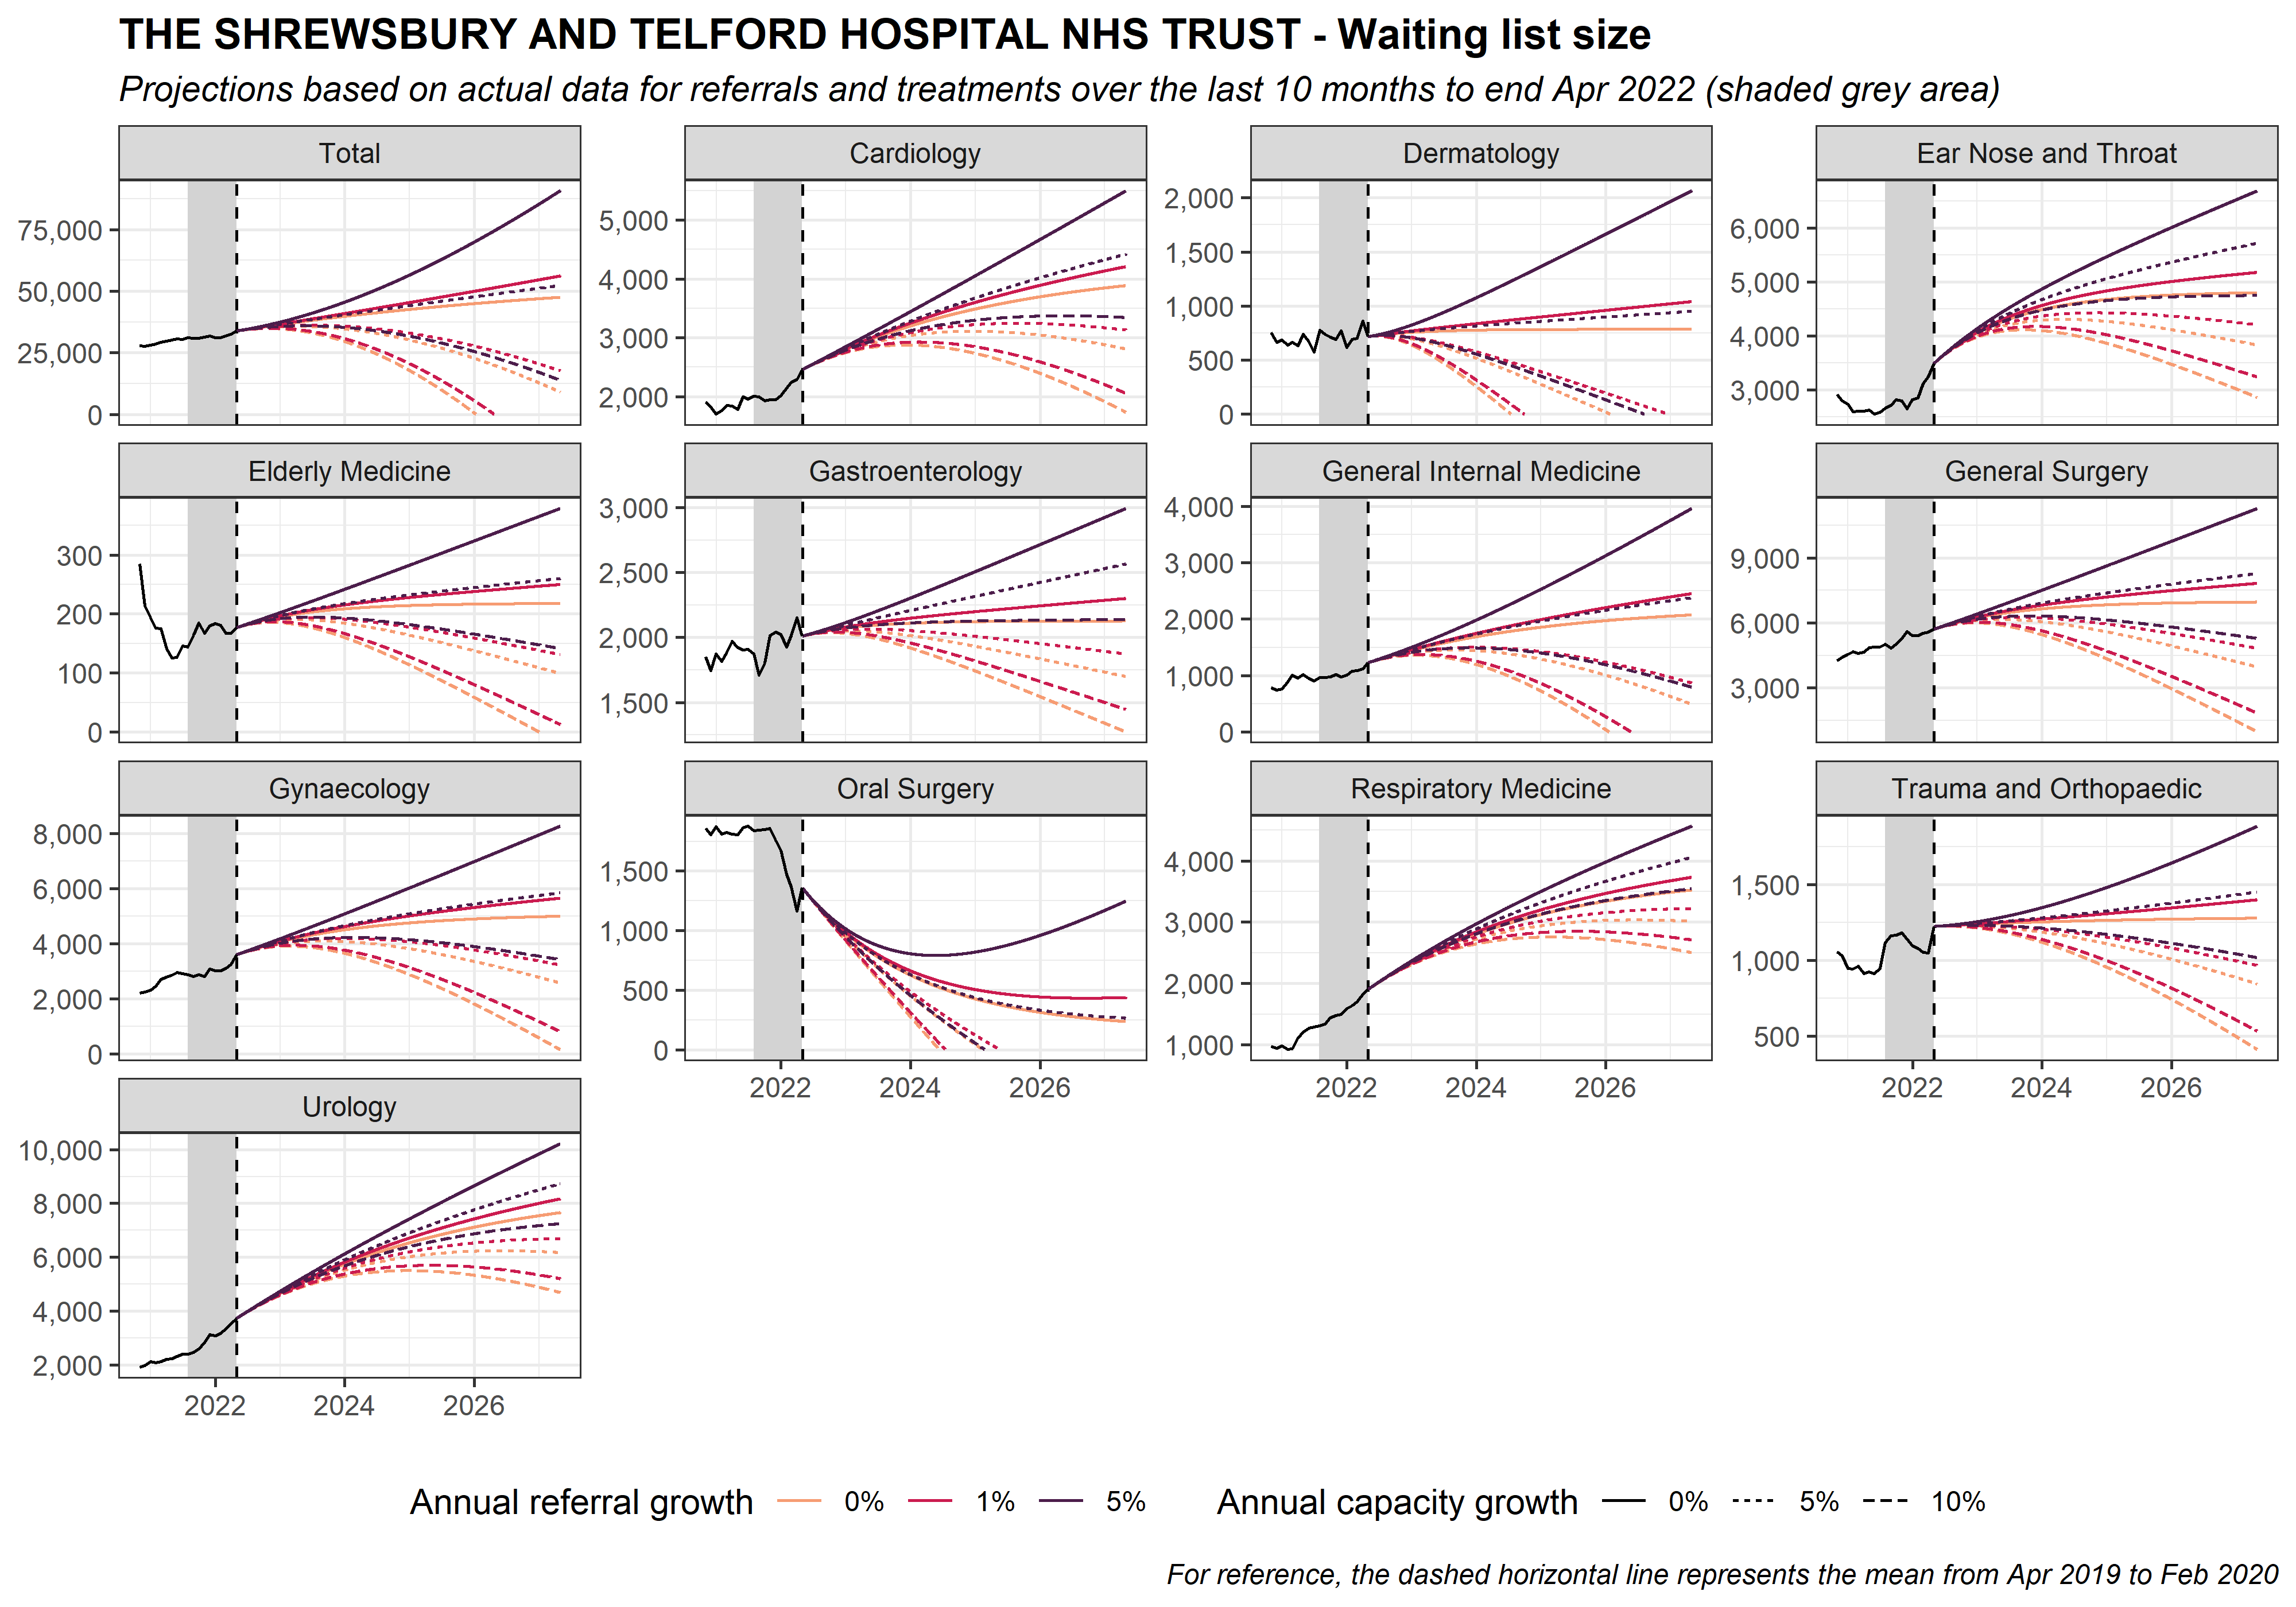 THE SHREWSBURY AND TELFORD HOSPITAL NHS TRUST - Waiting list size
Projections based on actual data for referrals and treatments over the last 10 months to end Apr 2022 (shaded grey area)
Total
Cardiology
Dermatology
Ear Nose and Throat
75,000
50,000
25,000
0
5,000
4,000
3,000
2,000
2,000
1,500
1,000
500
0
6,000
5,000
4,000
3,000
Elderly Medicine
Gastroenterology
General Internal Medicine
General Surgery
300
200
100
0
3,000
2,500
2,000
1,500
4,000
3,000
2,000
1,000
0
9,000
6,000
3,000
Gynaecology
Oral Surgery
Respiratory Medicine
Trauma and Orthopaedic
8,000
6,000
4,000
2,000
0
1,500
1,000
500
0
2022 2024 2026
4,000
3,000
2,000
1,000
2022 2024 2026
1,500
1,000
500
2022 2024 2026
Urology
10,000
8,000
6,000
4,000
2,000
2022 2024 2026
Annual referral growth 0% 1% 5% Annual capacity growth 0% 5% 10%
For reference, the dashed horizontal line represents the mean from Apr 2019 to Feb 2020